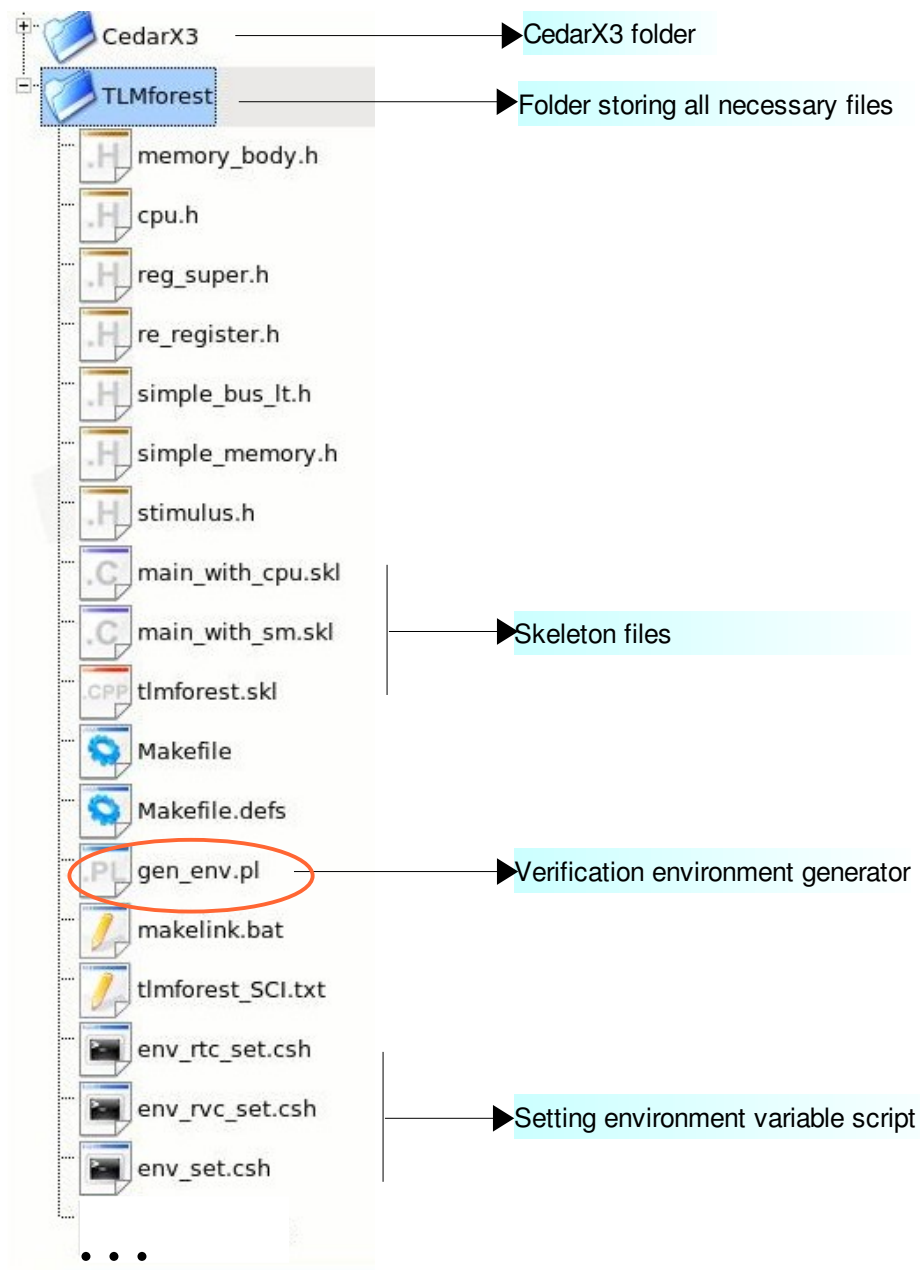 CedarX3 CedarX3 folder
TLMforest Folder storing all necessary files
.H memory_body.h
.H cpu.h
.H reg_super.h
.H re_register.h
.H simple_bus_lt.h
.H simple_memory.h
.H stimulus.h
.C main_with_cpu.skl
.C main_with_sm.skl Skeleton files
.CPP tlmforest.skl
Makefile
Makefile.defs
.PL gen_env.pl Verification environment generator
makelink.bat
tlmforest_SCI.txt
env_rtc_set.csh
env_rvc_set.csh Setting environment variable script
env_set.csh
. . .